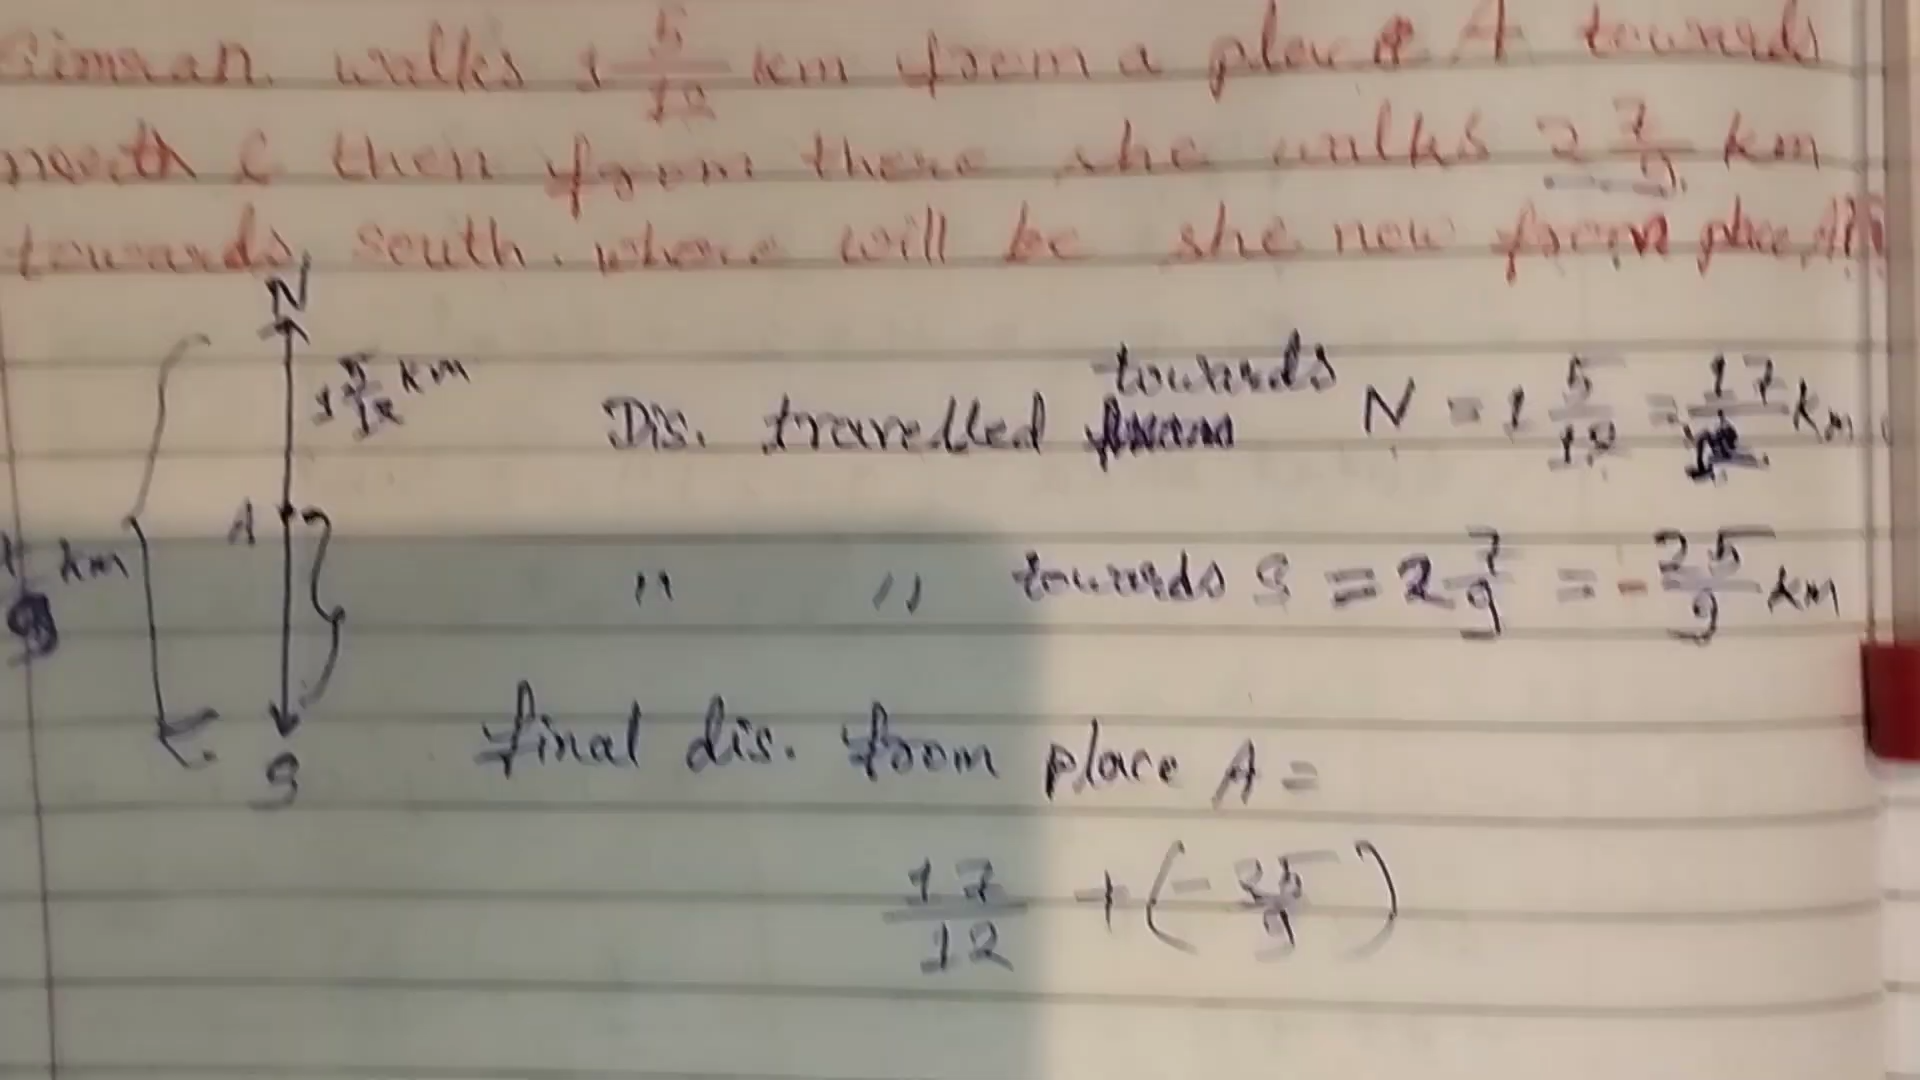 Simran walks 1 5/12 km from a place A towards
north & then from there she walks 2 7/9 km
towards south. where will be she now from place A?
N
1 5/12 km
Dis. travelled towards N = 1 5/12 = 17/12 km
A
km
9
" " towards S = 2 7/9 = - 25/9 km
S
final dis. from place A =
17/12 + (- 25/9)